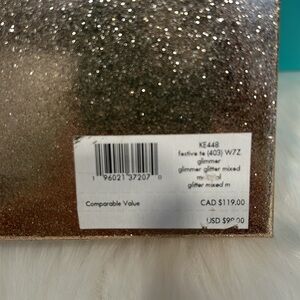 KE448
festive te (403) W7Z
glimmer
glimmer glitter mixed
glitter mixed m
1 96021 37207 0
Comparable Value
CAD $119.00
USD $99.00